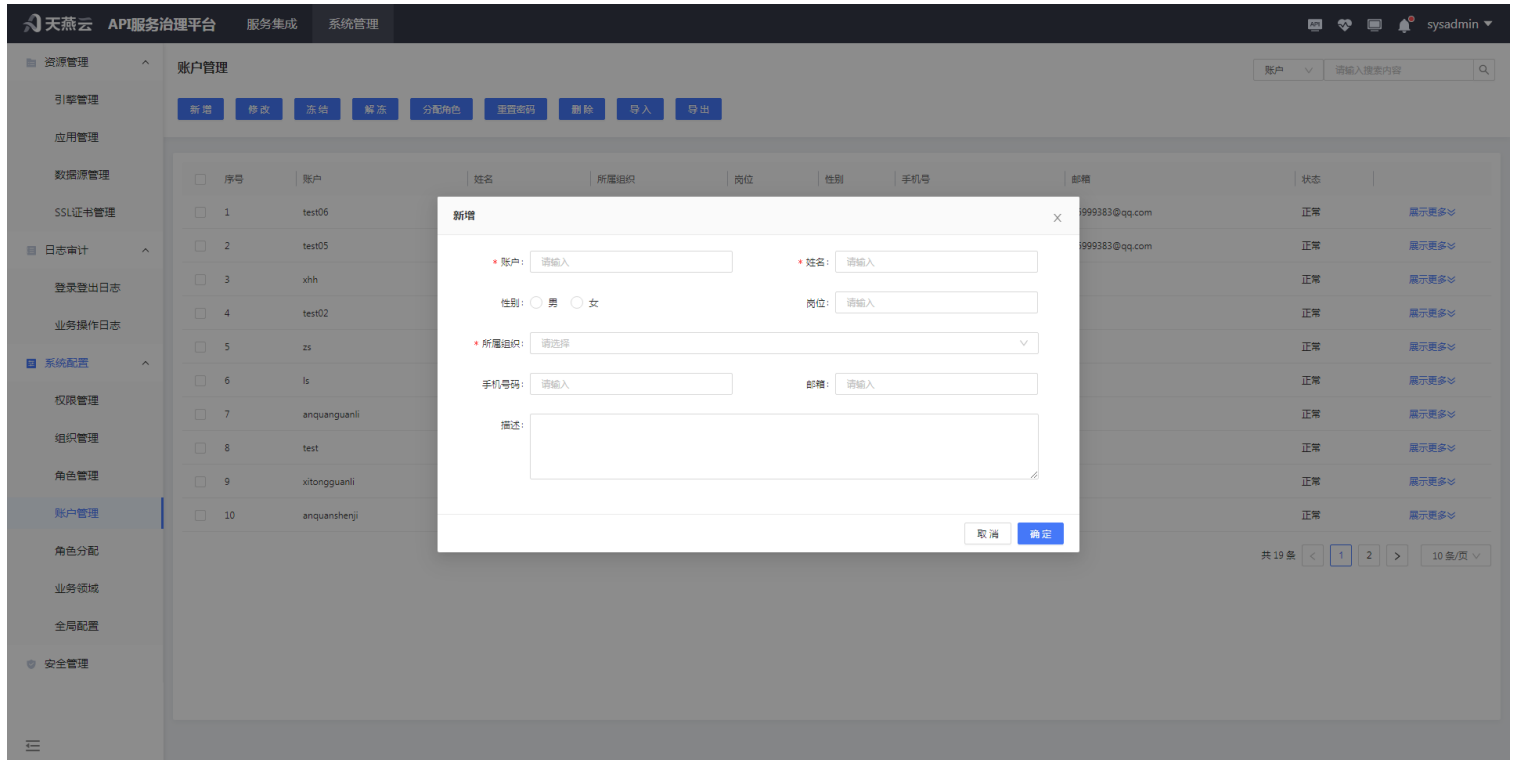 天燕云 API服务治理平台 服务集成 系统管理 API sysadmin
资源管理
引擎管理
应用管理
数据源管理
SSL证书管理
日志审计
登录登出日志
业务操作日志
系统配置
权限管理
组织管理
角色管理
账户管理
角色分配
业务领域
全局配置
安全管理
账户管理 账户 请输入搜索内容
新增 修改 冻结 解冻 分配角色 重置密码 删除 导入 导出
序号 账户 姓名 所属组织 岗位 性别 手机号 邮箱 状态
1 test06 999383@qq.com 正常 展示更多
2 test05 999383@qq.com 正常 展示更多
3 xhh 正常 展示更多
4 test02 正常 展示更多
5 zs 正常 展示更多
6 ls 正常 展示更多
7 anquanguanli 正常 展示更多
8 test 正常 展示更多
9 xitongguanli 正常 展示更多
10 anquanshenji 正常 展示更多
共 19 条 1 2 10 条/页
新增
* 账户: 请输入 * 姓名: 请输入
性别: 男 女 岗位: 请输入
* 所属组织: 请选择
手机号码: 请输入 邮箱: 请输入
描述:
取消 确定